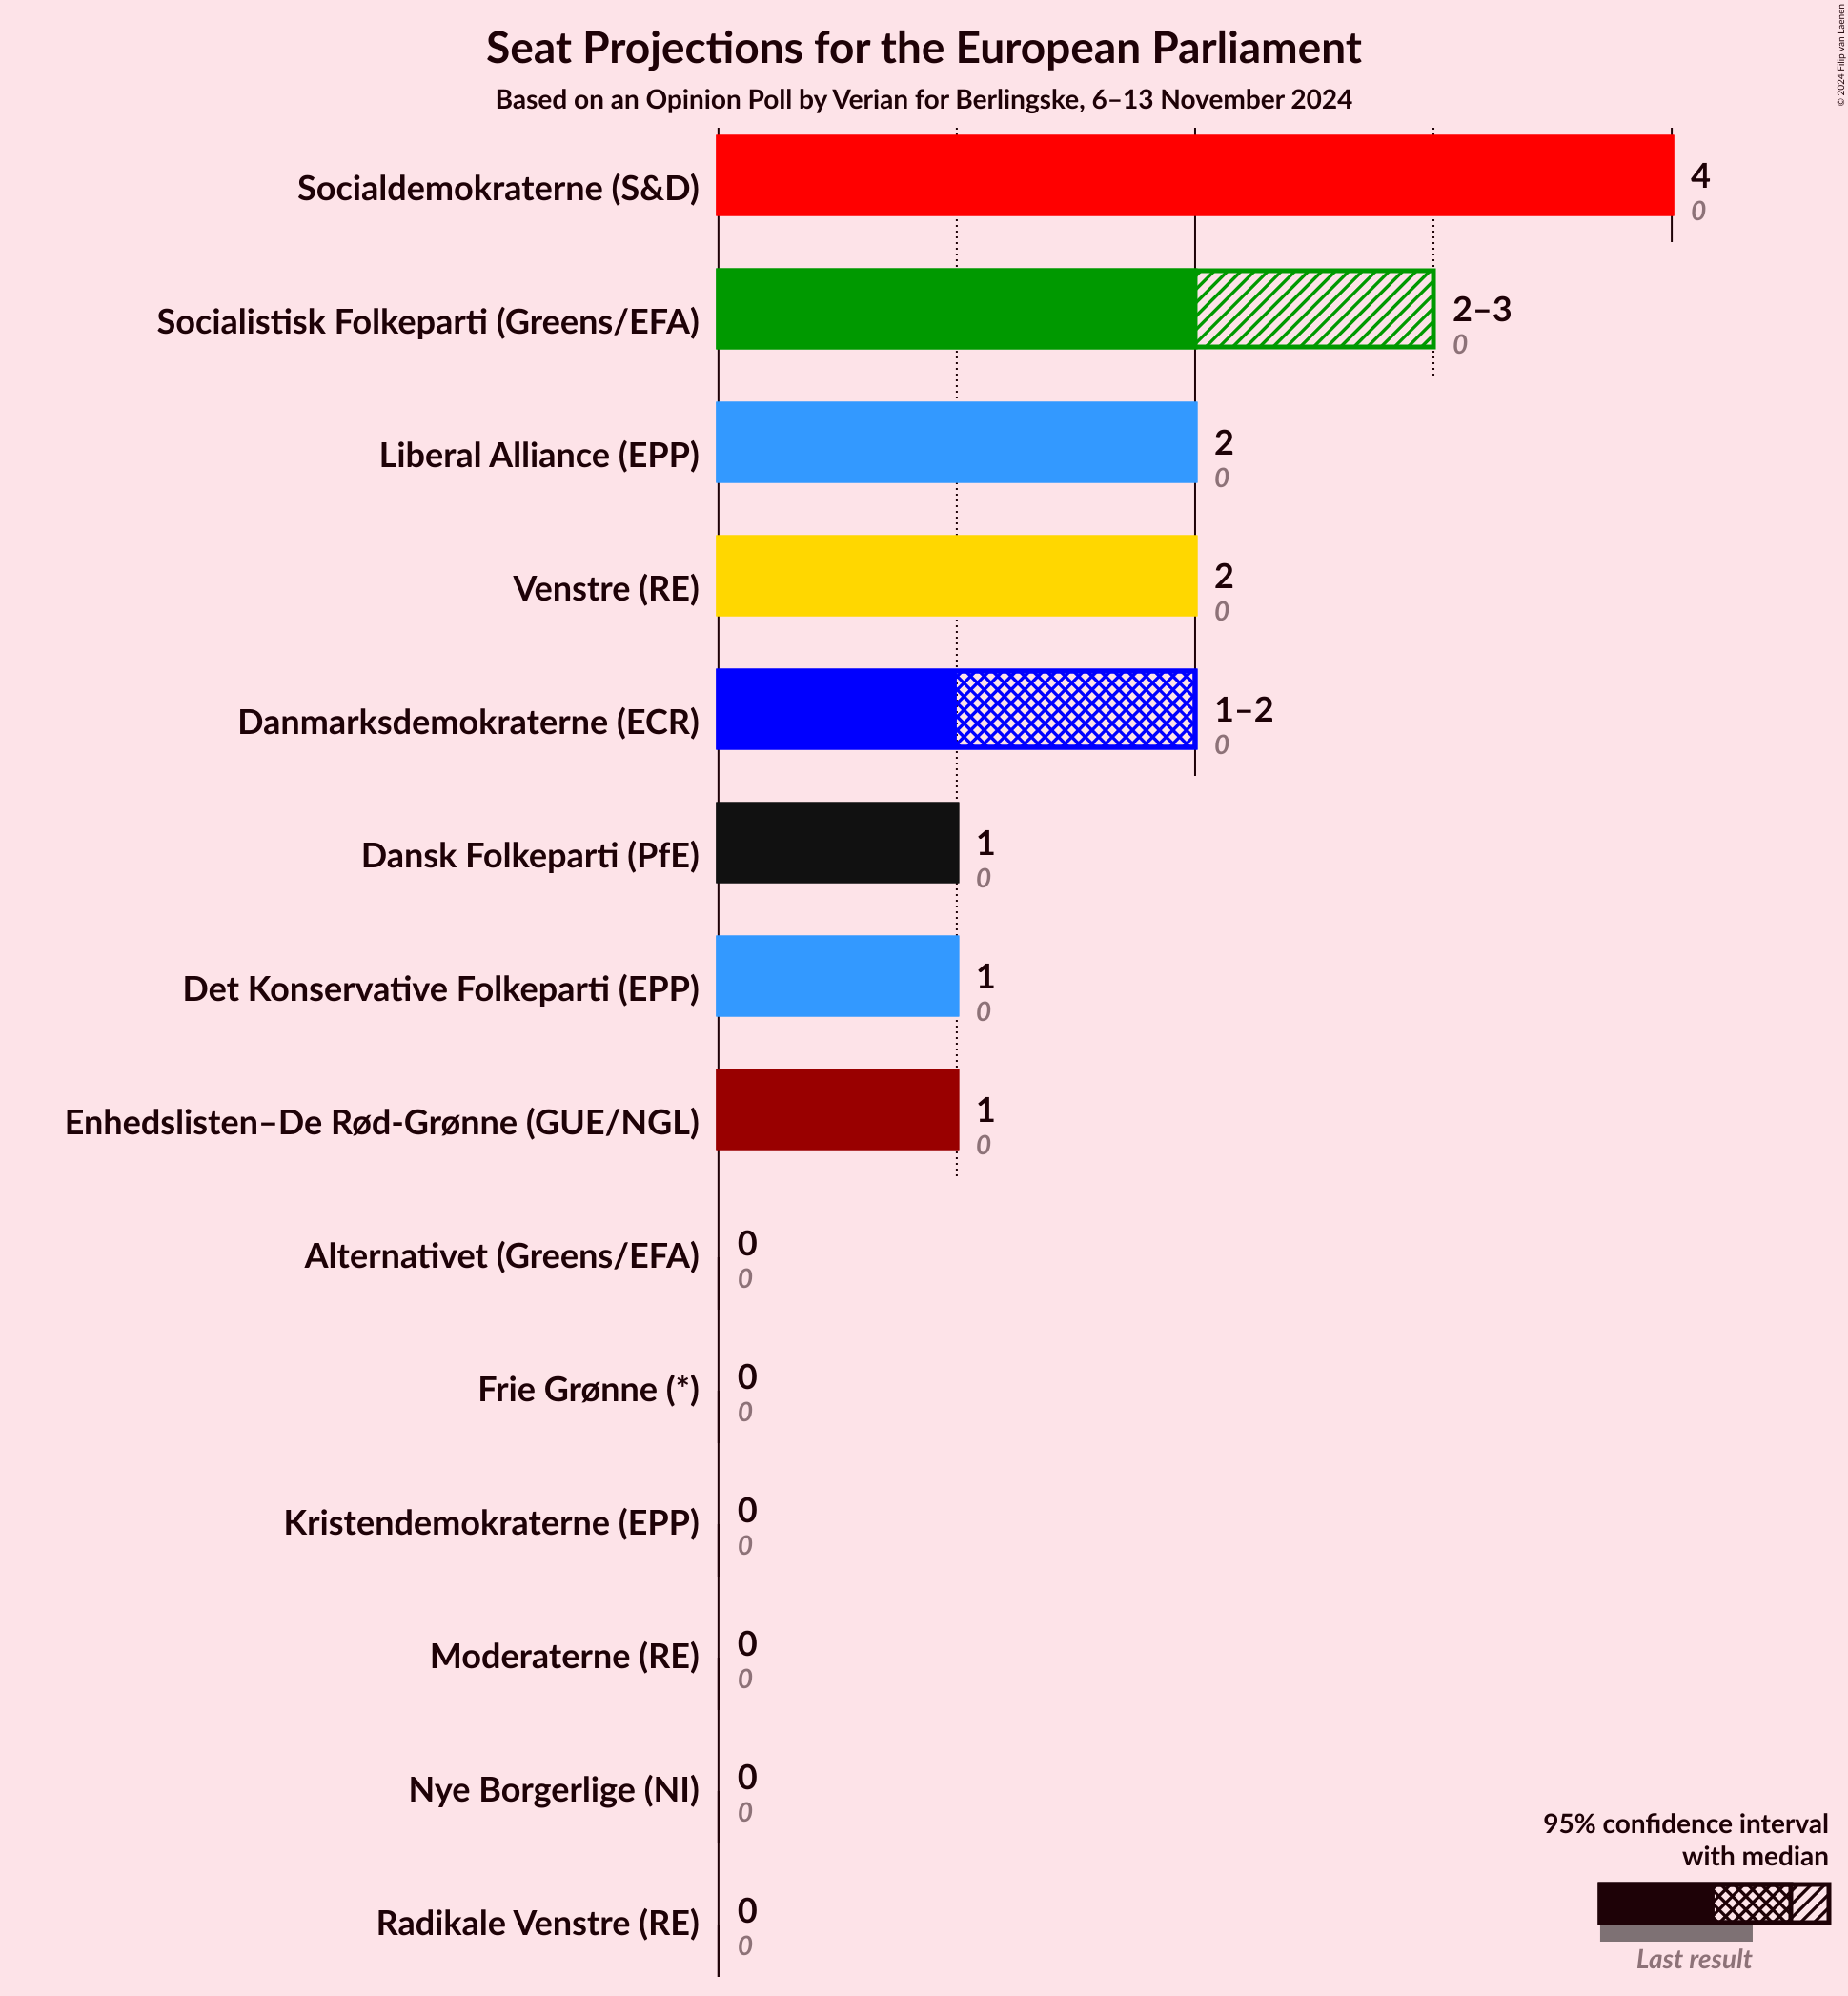 Seat Projections for the European Parliament
Based on an Opinion Poll by Verian for Berlingske, 6–13 November 2024
© 2024 Filip van Laenen
Socialdemokraterne (S&D)
4
0
Socialistisk Folkeparti (Greens/EFA)
2–3
0
Liberal Alliance (EPP)
2
0
Venstre (RE)
2
0
Danmarksdemokraterne (ECR)
1–2
0
Dansk Folkeparti (PfE)
1
0
Det Konservative Folkeparti (EPP)
1
0
Enhedslisten–De Rød-Grønne (GUE/NGL)
1
0
Alternativet (Greens/EFA)
0
0
Frie Grønne (*)
0
0
Kristendemokraterne (EPP)
0
0
Moderaterne (RE)
0
0
Nye Borgerlige (NI)
0
0
Radikale Venstre (RE)
0
0
95% confidence interval
with median
Last result